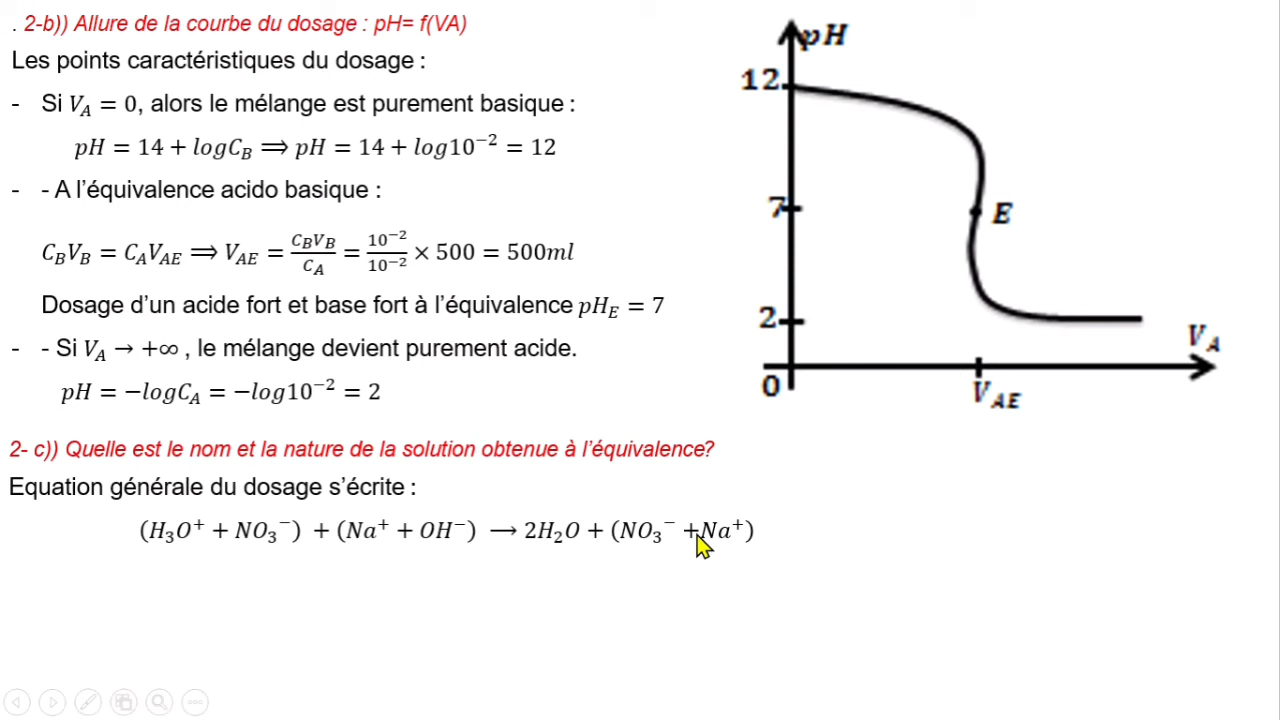 . 2-b)) Allure de la courbe du dosage : pH= f(VA)
Les points caractéristiques du dosage :
- Si V_A = 0, alors le mélange est purement basique :
pH = 14 + logC_B ⟹ pH = 14 + log10⁻² = 12
- - A l’équivalence acido basique :
C_BV_B = C_AV_AE ⟹ V_AE = C_BV_B/C_A = 10⁻²/10⁻² × 500 = 500ml
Dosage d’un acide fort et base fort à l’équivalence pH_E = 7
- - Si V_A → +∞ , le mélange devient purement acide.
pH = −logC_A = −log10⁻² = 2
2- c)) Quelle est le nom et la nature de la solution obtenue à l’équivalence?
Equation générale du dosage s’écrite :
(H₃O⁺ + NO₃⁻) + (Na⁺ + OH⁻) ⟶ 2H₂O + (NO₃⁻ +Na⁺)
pH
12
7
E
2
V_A
0
V_AE